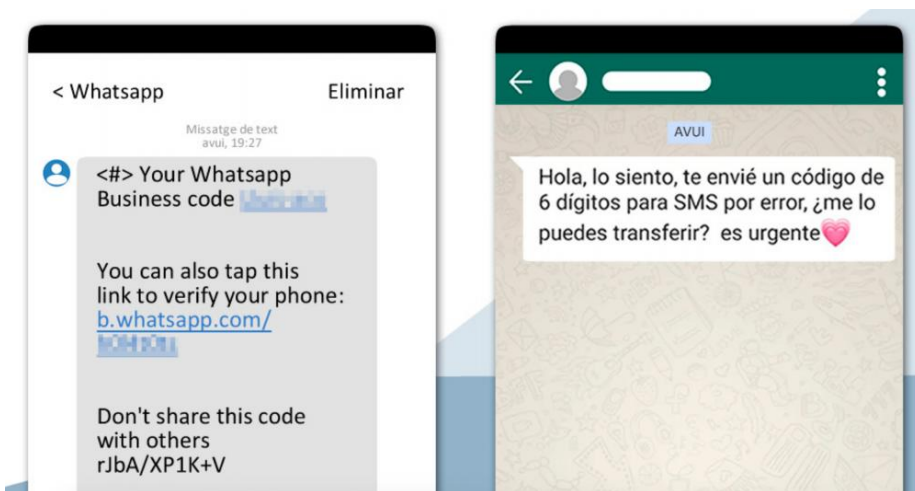 < Whatsapp Eliminar
Missatge de text
avui, 19:27
<#> Your Whatsapp
Business code
You can also tap this
link to verify your phone:
b.whatsapp.com/
Don't share this code
with others
rJbA/XP1K+V
AVUI
Hola, lo siento, te envié un código de
6 dígitos para SMS por error, ¿me lo
puedes transferir? es urgente💗